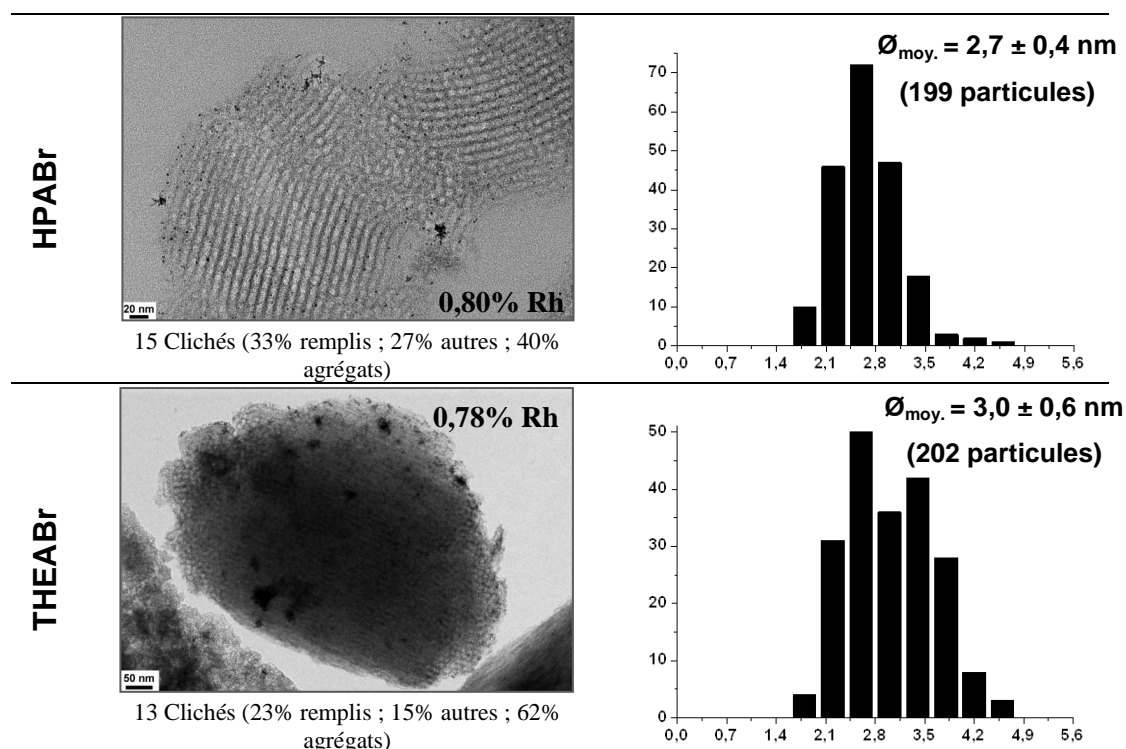 HPABr
20 nm
0,80% Rh
15 Clichés (33% remplis ; 27% autres ; 40%
agrégats)
Ø moy. = 2,7 ± 0,4 nm
(199 particules)
70
60
50
40
30
20
10
0
0,0 0,7 1,4 2,1 2,8 3,5 4,2 4,9 5,6
THEABr
0,78% Rh
50 nm
13 Clichés (23% remplis ; 15% autres ; 62%
agrégats)
Ø moy. = 3,0 ± 0,6 nm
(202 particules)
50
40
30
20
10
0
0,0 0,7 1,4 2,1 2,8 3,5 4,2 4,9 5,6